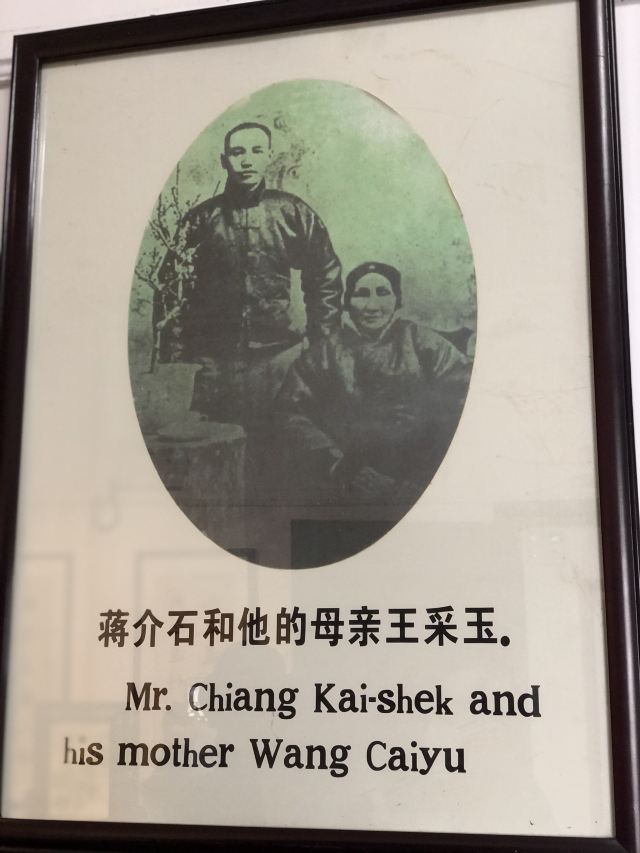 蒋介石和他的母亲王采玉.
Mr. Chiang Kai-shek and
his mother Wang Caiyu